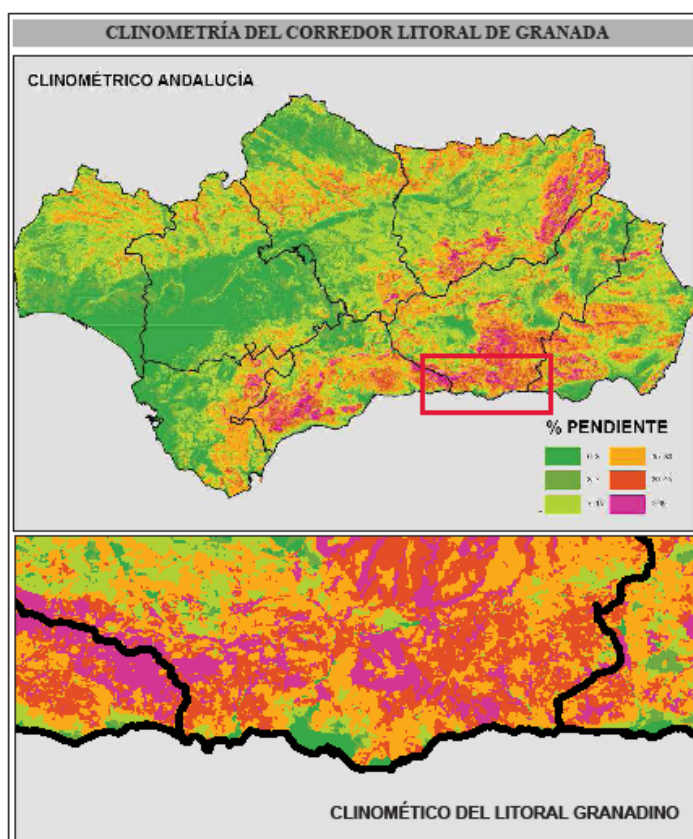 CLINOMETRÍA DEL CORREDOR LITORAL DE GRANADA
CLINOMÉTRICO ANDALUCÍA
% PENDIENTE
CLINOMÉTICO DEL LITORAL GRANADINO